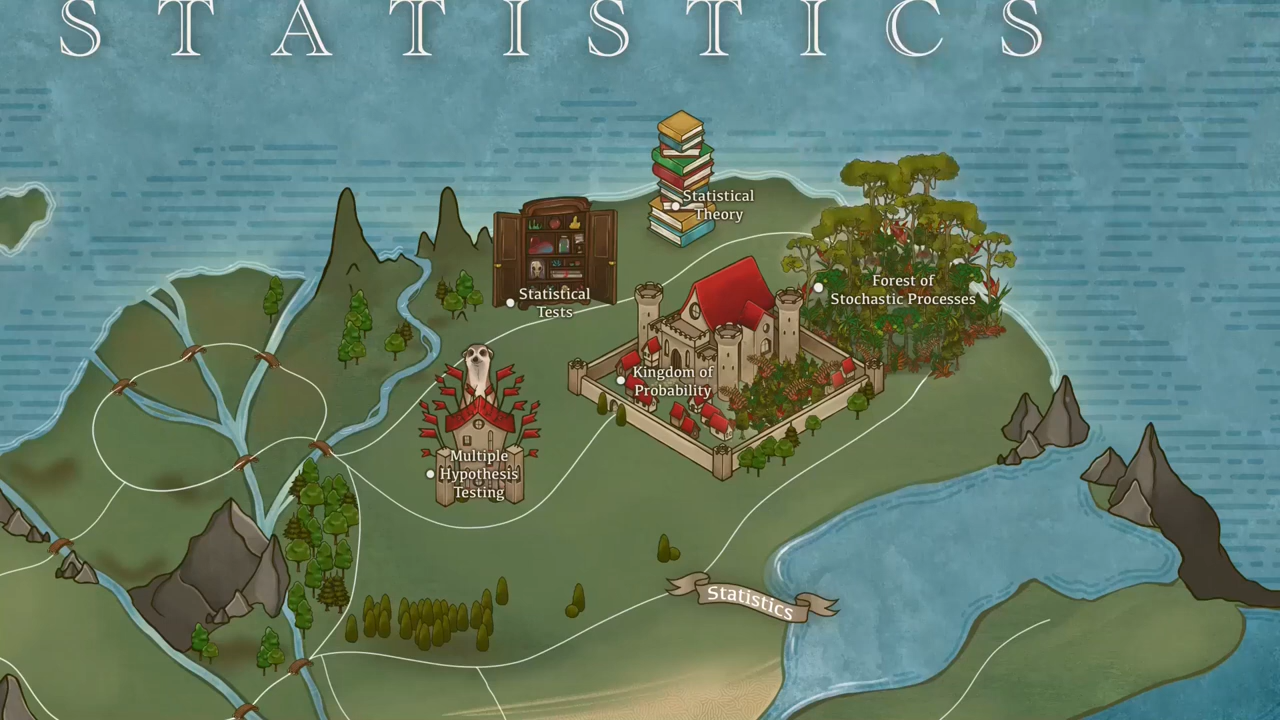 STATISTICS
Statistical
Theory
Statistical
Tests
Forest of
Stochastic Processes
Kingdom of
Probability
Multiple
Hypothesis
Testing
Statistics